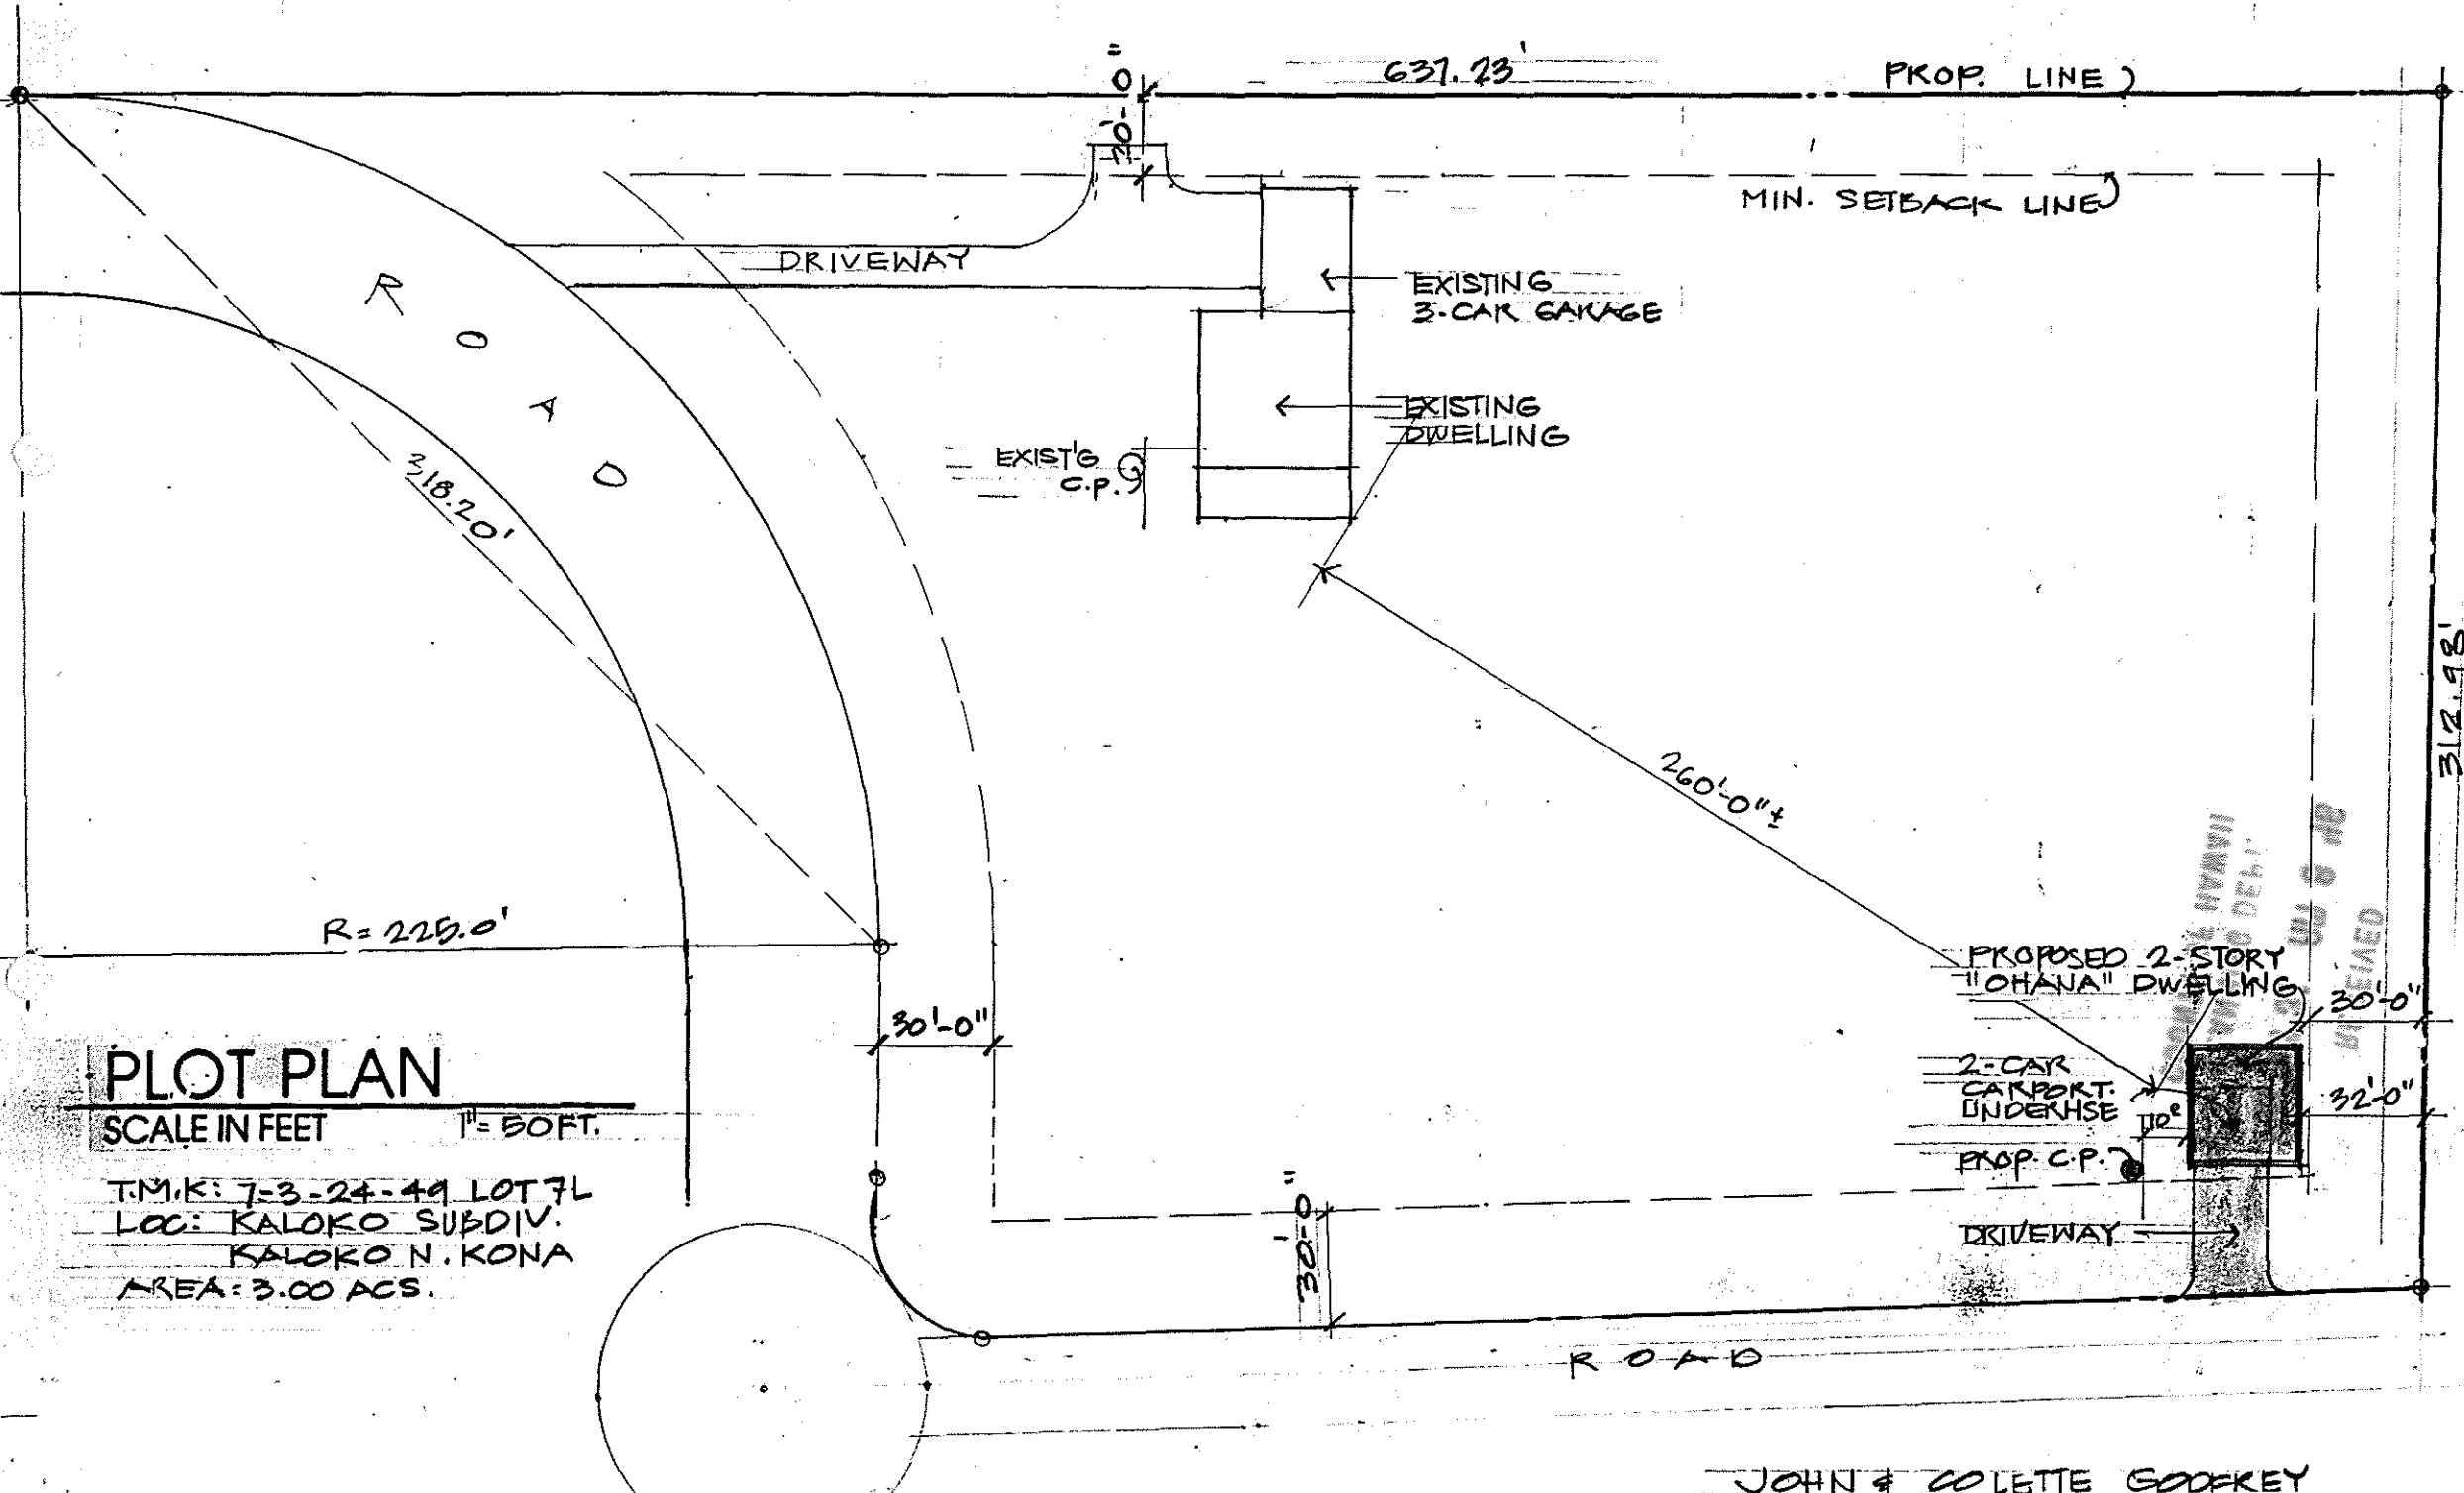 637.23'
PROP. LINE
30'-0"
MIN. SETBACK LINE
DRIVEWAY
ROAD
EXISTING
3-CAR GARAGE
EXISTING
DWELLING
EXIST'G
C.P.
318.20'
312.98'
260'-0"±
R=225.0'
PROPOSED 2-STORY
"OHANA" DWELLING
30'-0"
30'-0"
2-CAR
CARPORT
UNDERHSE
32'-0"
PROP. C.P.
DRIVEWAY
30'-0"
ROAD
PLOT PLAN
SCALE IN FEET 1"=50FT.
T.M.K: 7-3-24-49 LOT 7L
LOC: KALOKO SUBDIV.
KALOKO N. KONA
AREA: 3.00 ACS.
JOHN & COLETTE GODFREY